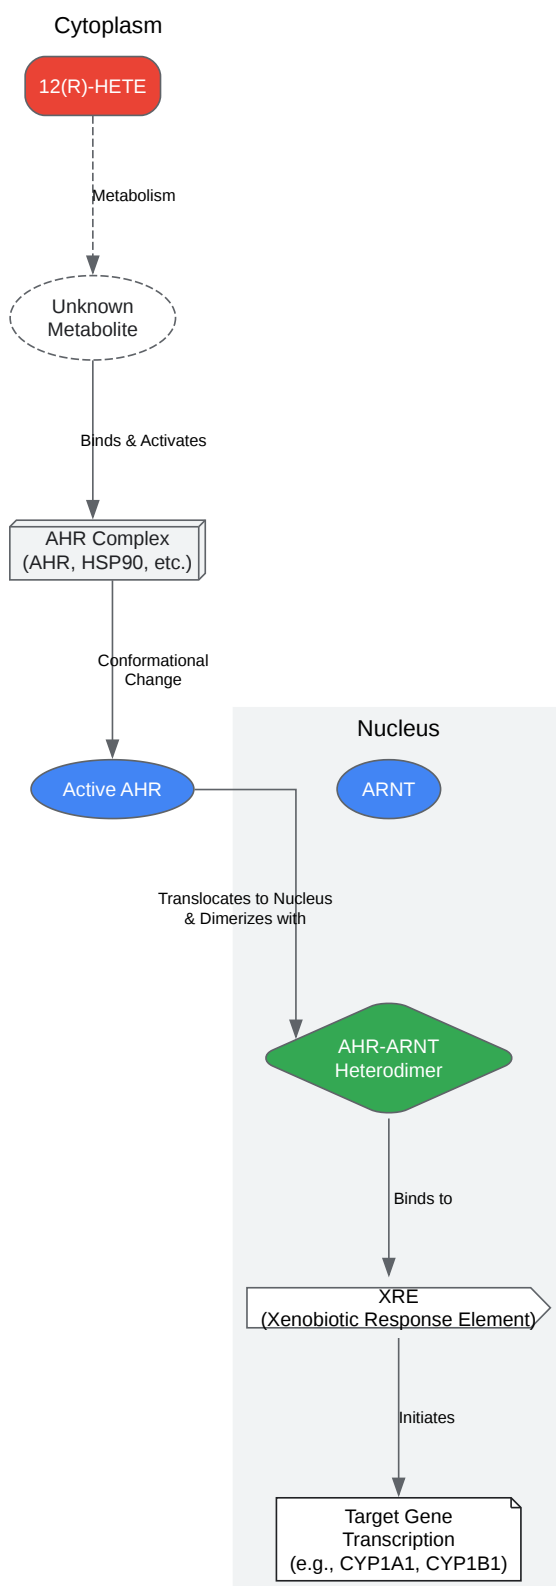 Cytoplasm
12(R)-HETE
Metabolism
Unknown
Metabolite
Binds & Activates
AHR Complex
(AHR, HSP90, etc.)
Conformational
Change
Nucleus
Active AHR
ARNT
Translocates to Nucleus
& Dimerizes with
AHR-ARNT
Heterodimer
Binds to
XRE
(Xenobiotic Response Element)
Initiates
Target Gene
Transcription
(e.g., CYP1A1, CYP1B1)